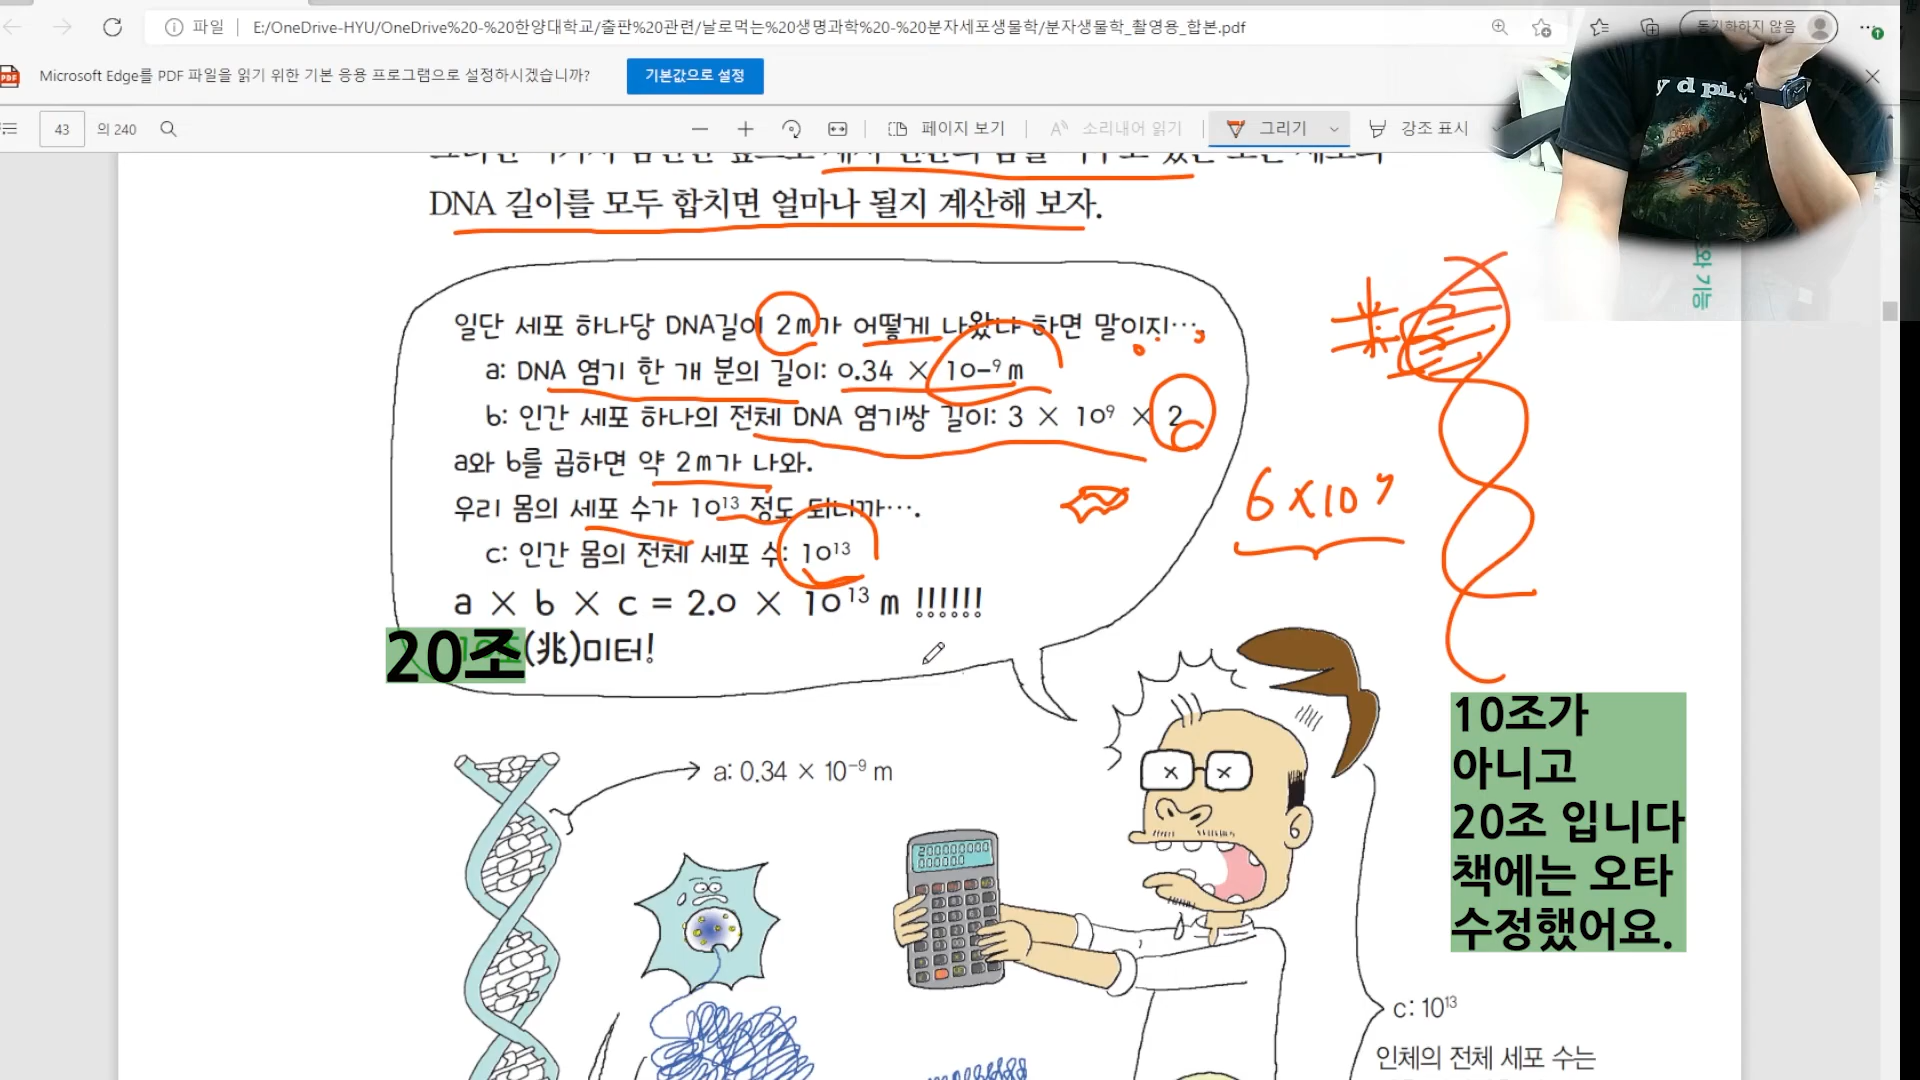 파일 E:/OneDrive-HYU/OneDrive%20-%20한양대학교/출판%20관련/날로먹는%20생명과학%20-%20분자세포생물학/분자생물학_촬영용_합본.pdf 동기화하지 않음
PDF Microsoft Edge를 PDF 파일을 읽기 위한 기본 응용 프로그램으로 설정하시겠습니까? 기본값으로 설정
43 의 240 페이지 보기 소리내어 읽기 그리기 강조 표시
DNA 길이를 모두 합치면 얼마나 될지 계산해 보자.
와 기능
일단 세포 하나당 DNA길이 2m가 어떻게 나왔냐 하면 말이지…,
a: DNA 염기 한 개 분의 길이: 0.34 × 10–⁹ m
b: 인간 세포 하나의 전체 DNA 염기쌍 길이: 3 × 10⁹ × 2
a와 b를 곱하면 약 2m가 나와.
우리 몸의 세포 수가 10¹³ 정도 되니까….
6×10⁹
c: 인간 몸의 전체 세포 수: 10¹³
a × b × c = 2.0 × 10¹³ m !!!!!!
20조(兆)미터!
10조가
아니고
20조 입니다
책에는 오타
수정했어요.
a: 0.34 × 10⁻⁹ m
200000000
000000.
c: 10¹³
인체의 전체 세포 수는